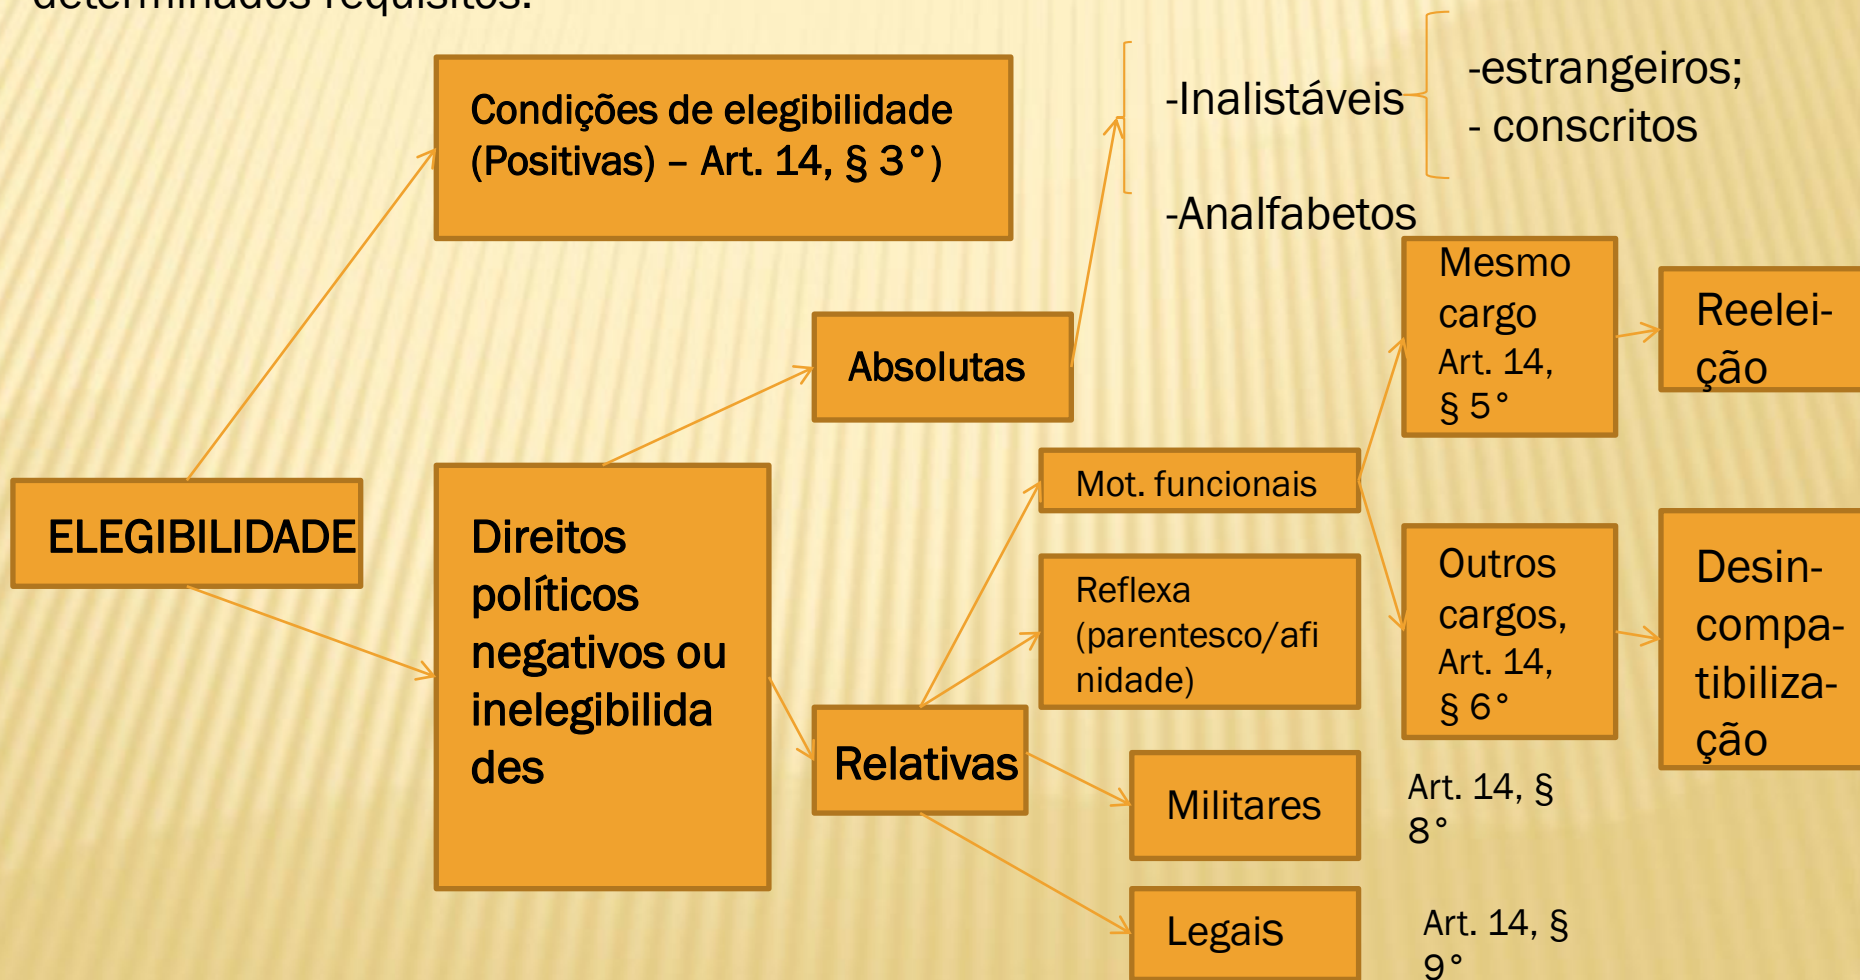 determinados requisitos.
Condições de elegibilidade
(Positivas) – Art. 14, § 3°)
-Inalistáveis
-estrangeiros;
- conscritos
-Analfabetos
Absolutas
Mesmo
cargo
Art. 14,
§ 5°
Reelei-
ção
ELEGIBILIDADE
Direitos
políticos
negativos ou
inelegibilida
des
Mot. funcionais
Reflexa
(parentesco/afi
nidade)
Outros
cargos,
Art. 14,
§ 6°
Desin-
compa-
tibiliza-
ção
Relativas
Militares
Art. 14, §
8°
Legais
Art. 14, §
9°